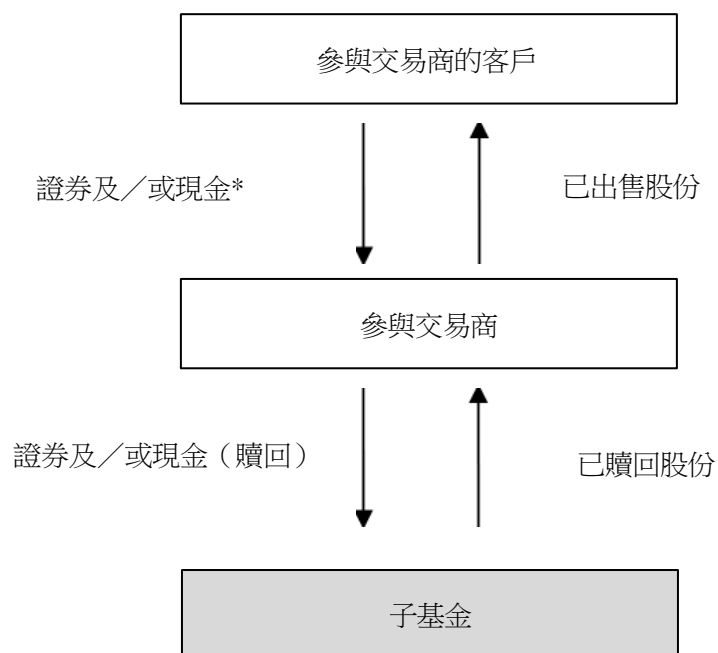 參與交易商的客戶
證券及／或現金*
已出售股份
參與交易商
證券及／或現金（贖回）
已贖回股份
子基金